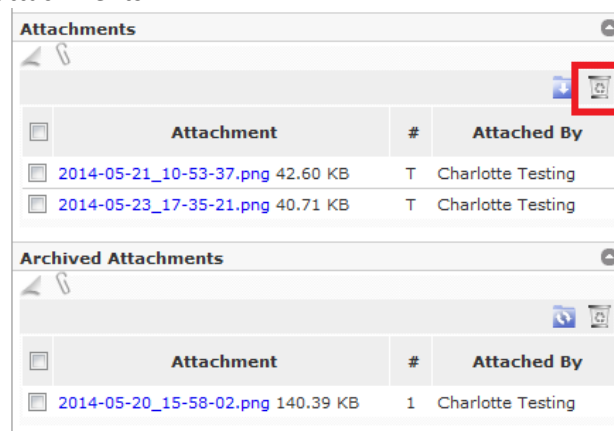 Attachments
Attachment # Attached By
2014-05-21_10-53-37.png 42.60 KB T Charlotte Testing
2014-05-23_17-35-21.png 40.71 KB T Charlotte Testing
Archived Attachments
Attachment # Attached By
2014-05-20_15-58-02.png 140.39 KB 1 Charlotte Testing